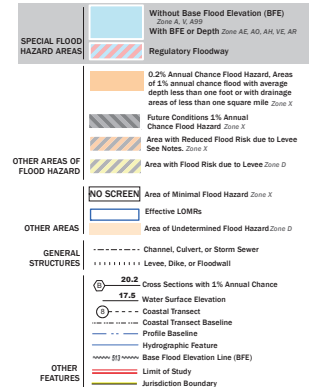 SPECIAL FLOOD
HAZARD AREAS
Without Base Flood Elevation (BFE)
Zone A, V, A99
With BFE or Depth Zone AE, AO, AH, VE, AR
Regulatory Floodway
OTHER AREAS OF
FLOOD HAZARD
0.2% Annual Chance Flood Hazard, Areas
of 1% annual chance flood with average
depth less than one foot or with drainage
areas of less than one square mile Zone X
Future Conditions 1% Annual
Chance Flood Hazard Zone X
Area with Reduced Flood Risk due to Levee
See Notes. Zone X
Area with Flood Risk due to Levee Zone D
OTHER AREAS
NO SCREEN Area of Minimal Flood Hazard Zone X
Effective LOMRs
Area of Undetermined Flood Hazard Zone D
GENERAL
STRUCTURES
Channel, Culvert, or Storm Sewer
Levee, Dike, or Floodwall
OTHER
FEATURES
B 20.2 Cross Sections with 1% Annual Chance
17.5 Water Surface Elevation
8 Coastal Transect
Coastal Transect Baseline
Profile Baseline
Hydrographic Feature
Base Flood Elevation Line (BFE)
Limit of Study
Jurisdiction Boundary